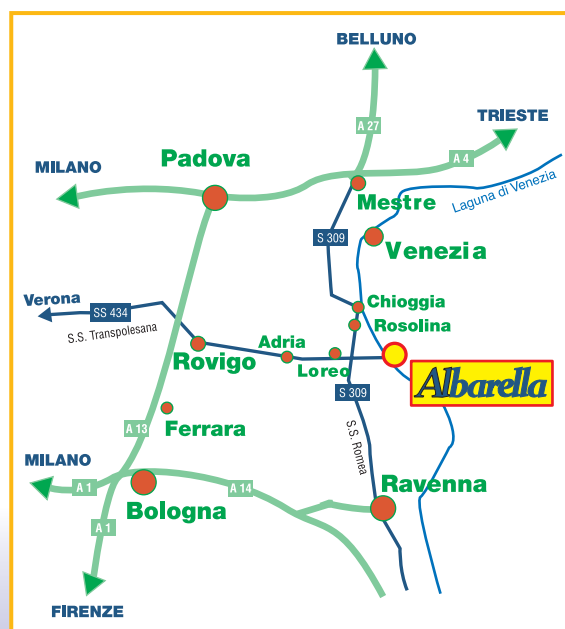 BELLUNO
TRIESTE
A 27
A 4
Padova
MILANO
Laguna di Venezia
Mestre
S 309
Venezia
Verona
SS 434
Chioggia
S.S. Transpolesana
Rosolina
Adria
Rovigo
Loreo
Albarella
S 309
Ferrara
A 13
S.S. Romea
MILANO
A 1
A 14
Ravenna
Bologna
A 1
FIRENZE